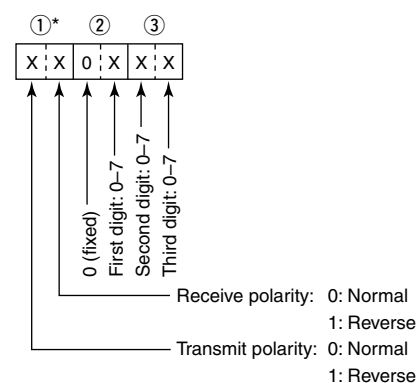 ①* ② ③
X X 0 X X X
0 (fixed)
First digit: 0–7
Second digit: 0–7
Third digit: 0–7
Receive polarity: 0: Normal
1: Reverse
Transmit polarity: 0: Normal
1: Reverse